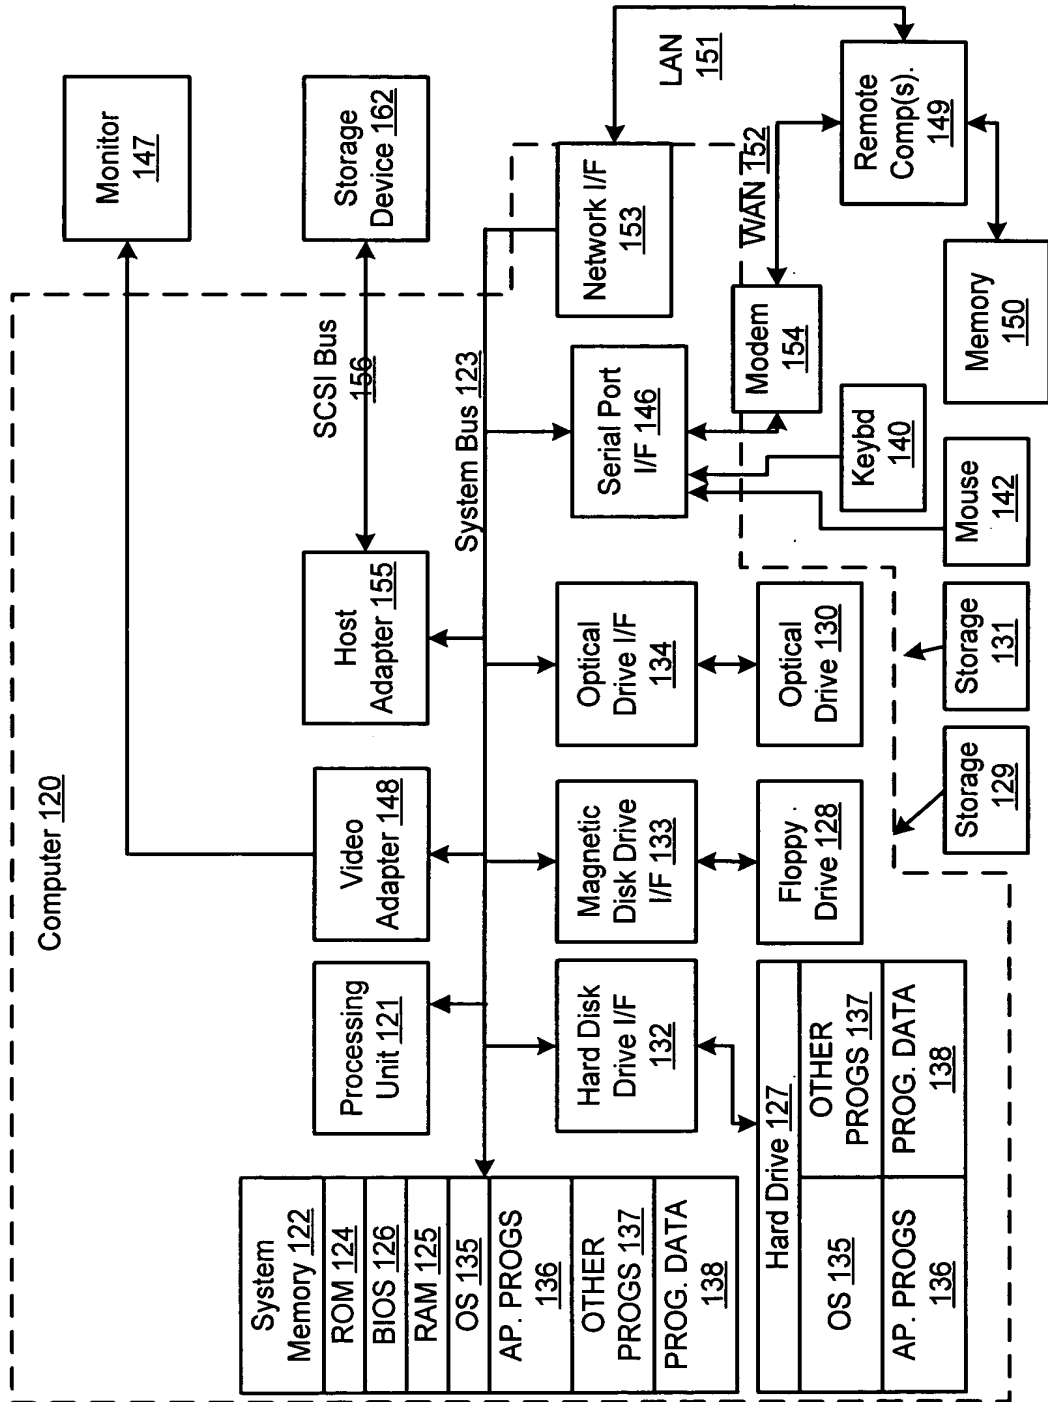 Computer 120
Monitor
147
System
Memory 122
ROM 124
BIOS 126
RAM 125
OS 135
AP. PROGS
136
OTHER
PROGS 137
PROG. DATA
138
Processing
Unit 121
Video
Adapter 148
Host
Adapter 155
SCSI Bus
156
Storage
Device 162
System Bus 123
Hard Disk
Drive I/F
132
Magnetic
Disk Drive
I/F 133
Optical
Drive I/F
134
Serial Port
I/F 146
Network I/F
153
LAN
151
Hard Drive 127
OS 135
OTHER
PROGS 137
AP. PROGS
136
PROG. DATA
138
Floppy
Drive 128
Optical
Drive 130
Modem
154
WAN 152
Storage
129
Storage
131
Mouse
142
Keybd
140
Memory
150
Remote
Comp(s).
149